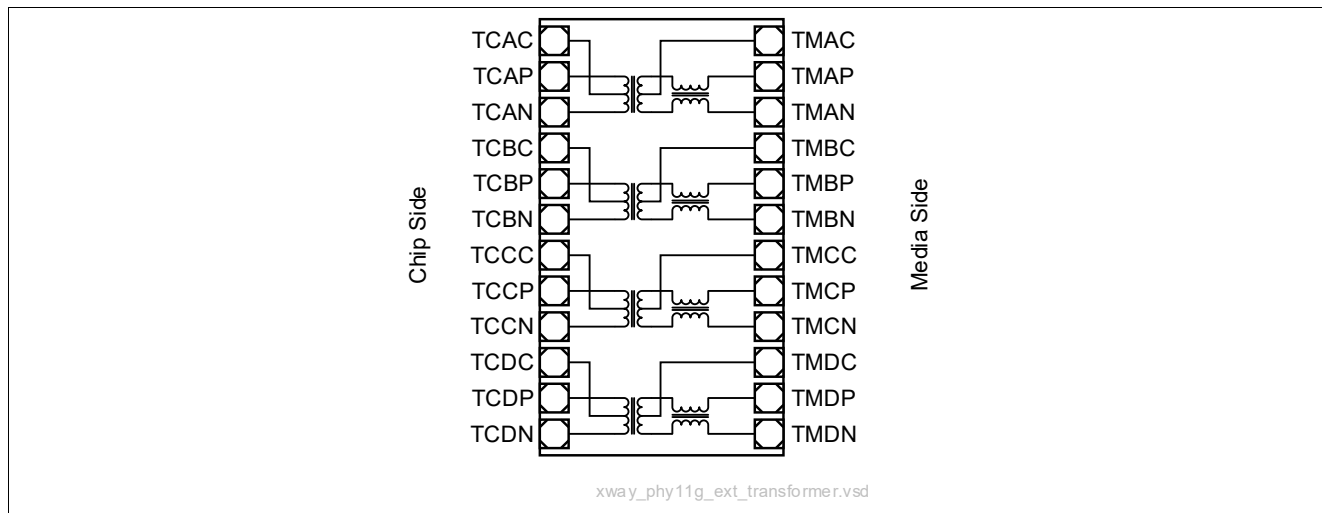 TCAC TMAC
TCAP TMAP
TCAN TMAN
TCBC TMBC
TCBP TMBP
TCBN TMBN
Chip Side
Media Side
TCCC TMCC
TCCP TMCP
TCCN TMCN
TCDC TMDC
TCDP TMDP
TCDN TMDN
xway_phy11g_ext_transformer.vsd